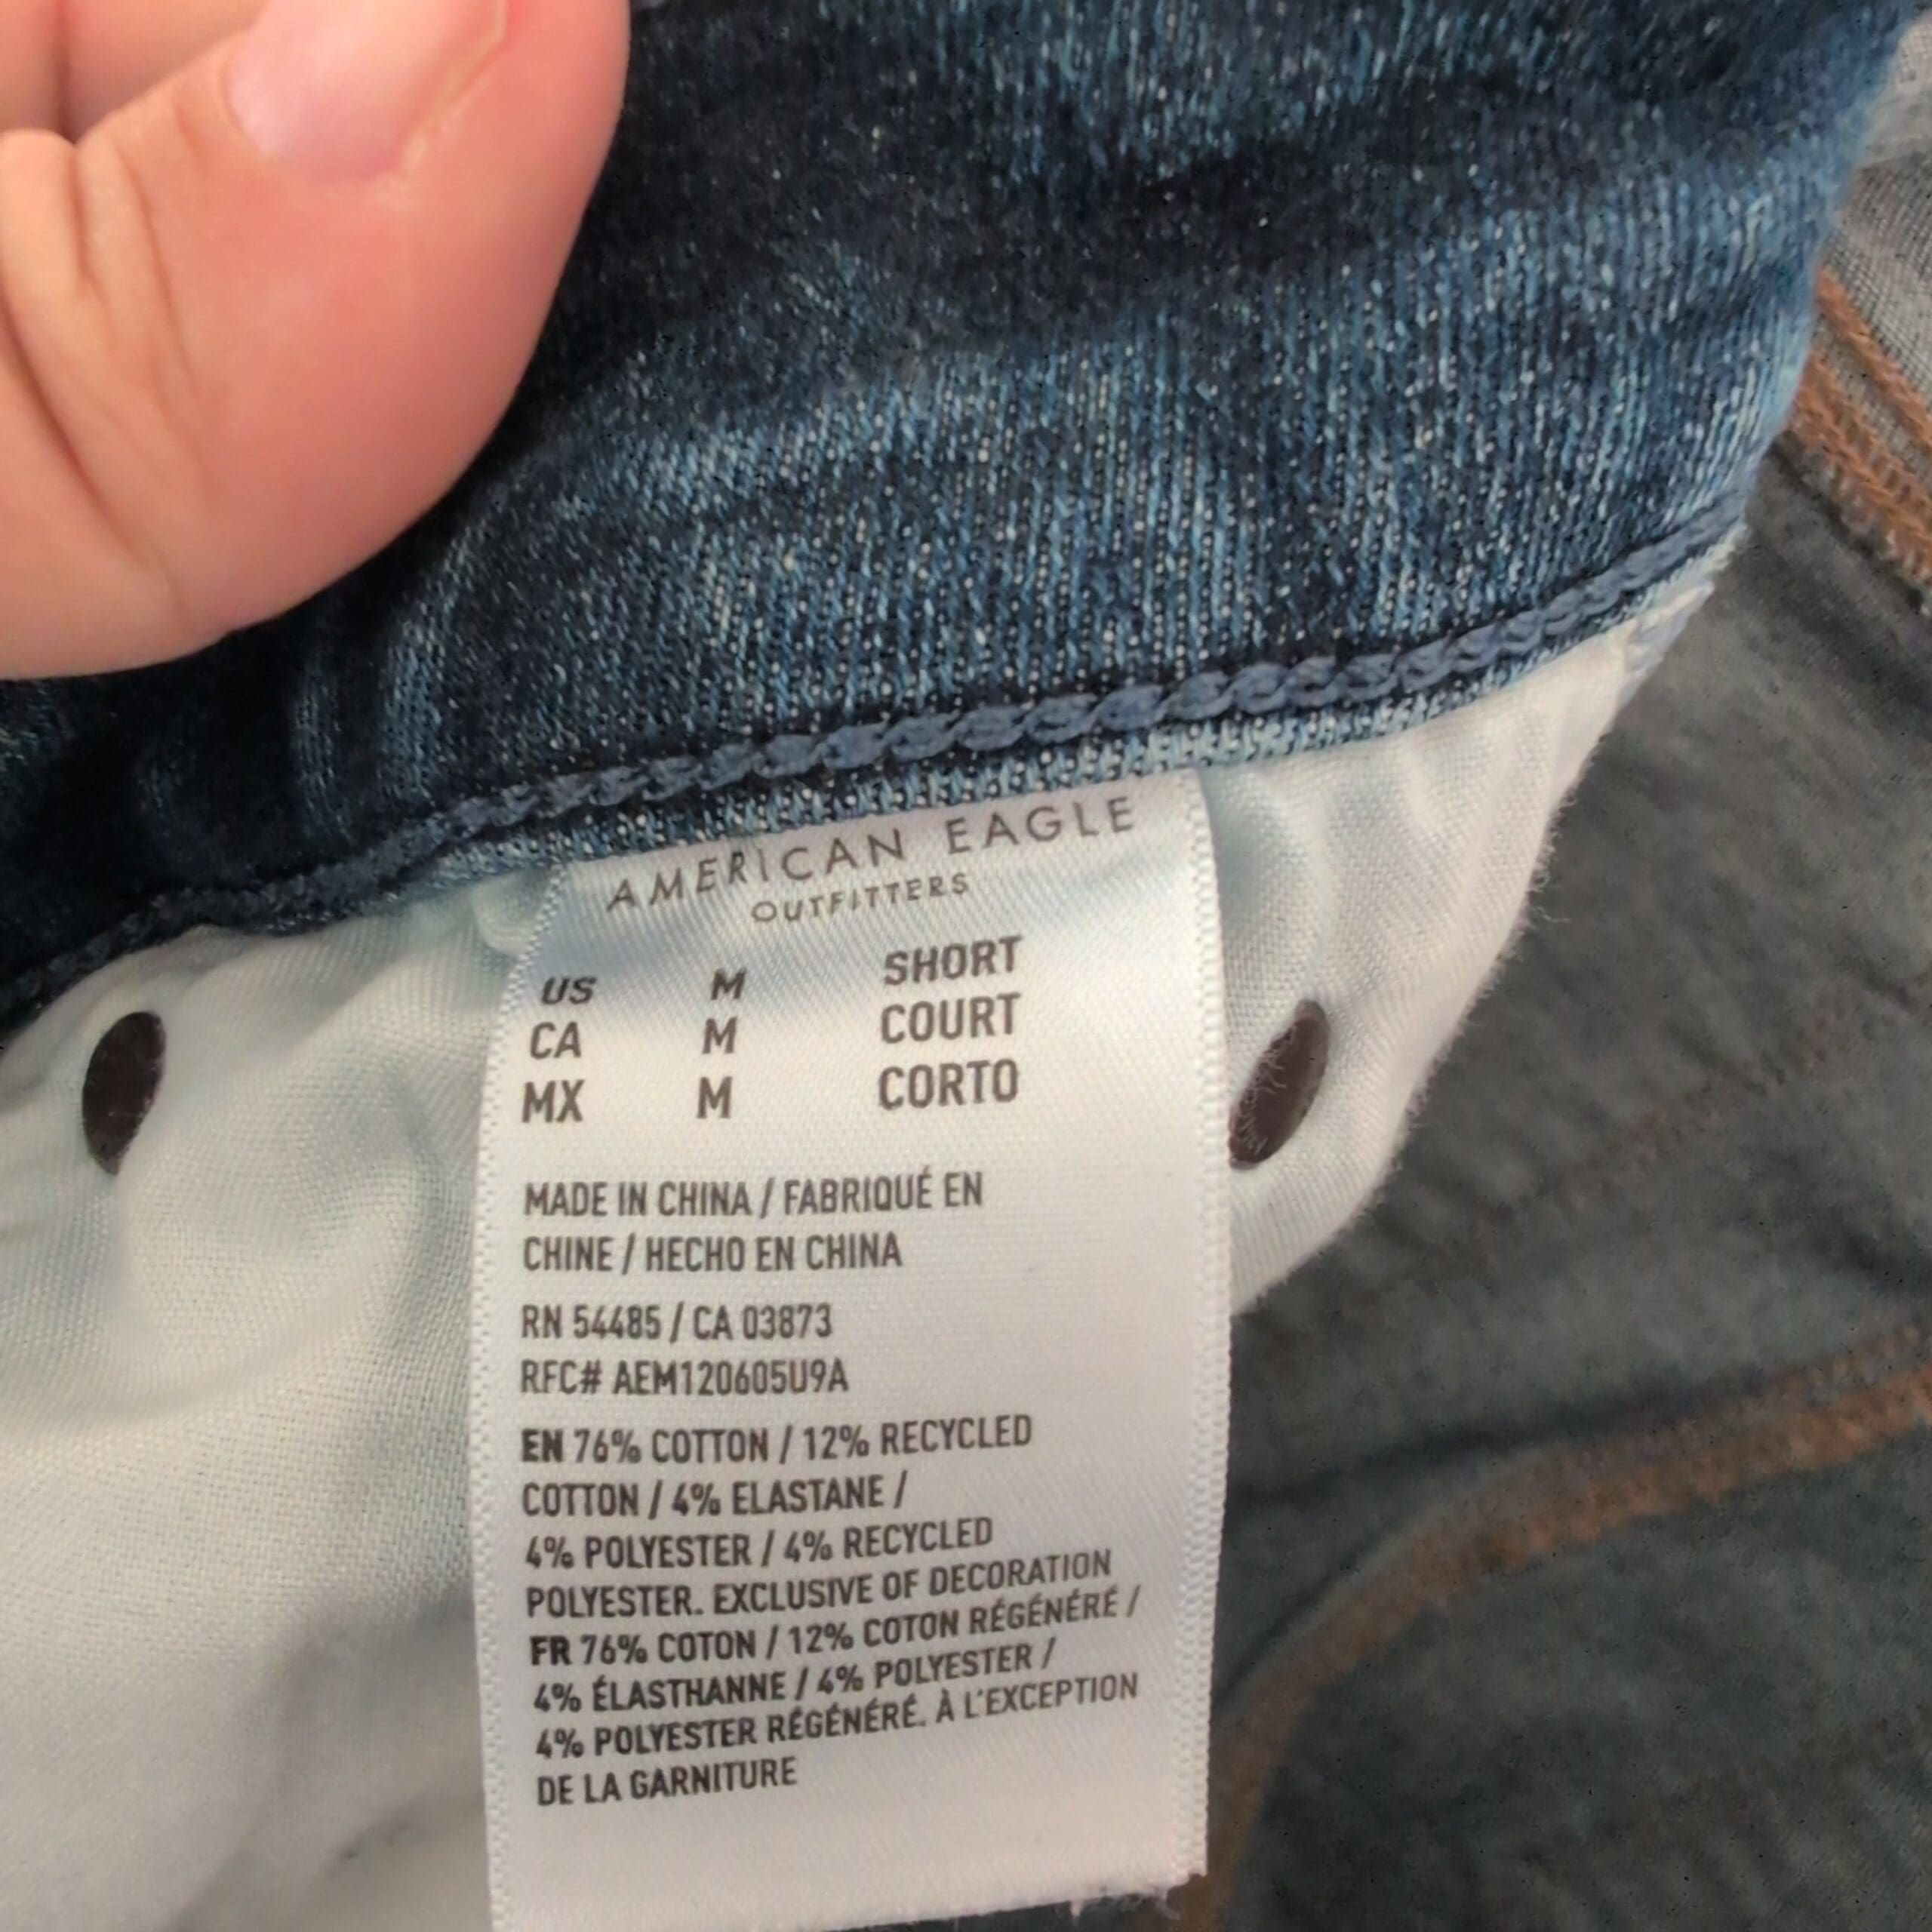 AMERICAN EAGLE
OUTFITTERS
US M SHORT
CA M COURT
MX M CORTO
MADE IN CHINA / FABRIQUÉ EN
CHINE / HECHO EN CHINA
RN 54485 / CA 03873
RFC# AEM120605U9A
EN 76% COTTON / 12% RECYCLED
COTTON / 4% ELASTANE /
4% POLYESTER / 4% RECYCLED
POLYESTER. EXCLUSIVE OF DECORATION
FR 76% COTON / 12% COTON RÉGÉNÉRÉ /
4% ÉLASTHANNE / 4% POLYESTER /
4% POLYESTER RÉGÉNÉRÉ. À L'EXCEPTION
DE LA GARNITURE